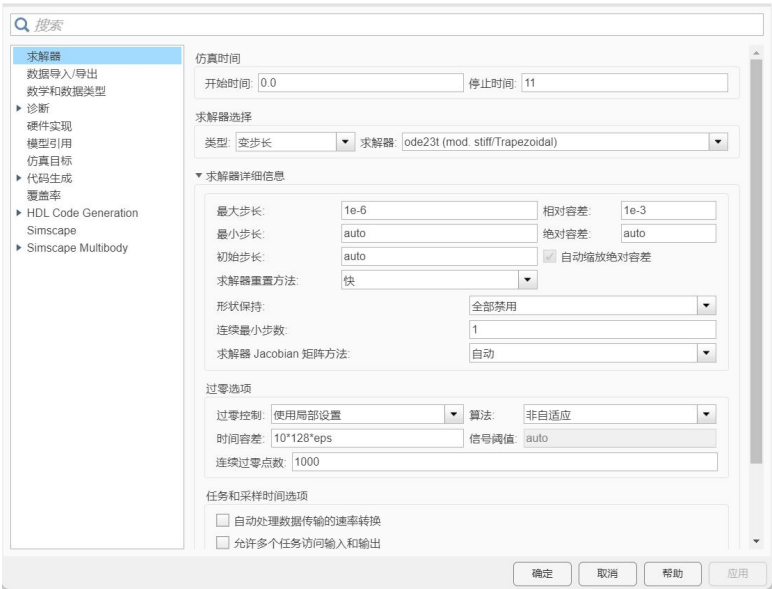 搜索
求解器
数据导入/导出
数学和数据类型
诊断
硬件实现
模型引用
仿真目标
代码生成
覆盖率
HDL Code Generation
Simscape
Simscape Multibody
仿真时间
开始时间: 0.0 停止时间: 11
求解器选择
类型: 变步长 求解器: ode23t (mod. stiff/Trapezoidal)
求解器详细信息
最大步长: 1e-6 相对容差: 1e-3
最小步长: auto 绝对容差: auto
初始步长: auto 自动缩放绝对容差
求解器重置方法: 快
形状保持: 全部禁用
连续最小步数: 1
求解器 Jacobian 矩阵方法: 自动
过零选项
过零控制: 使用局部设置 算法: 非自适应
时间容差: 10*128*eps 信号阈值: auto
连续过零点数: 1000
任务和采样时间选项
自动处理数据传输的速率转换
允许多个任务访问输入和输出
确定 取消 帮助 应用